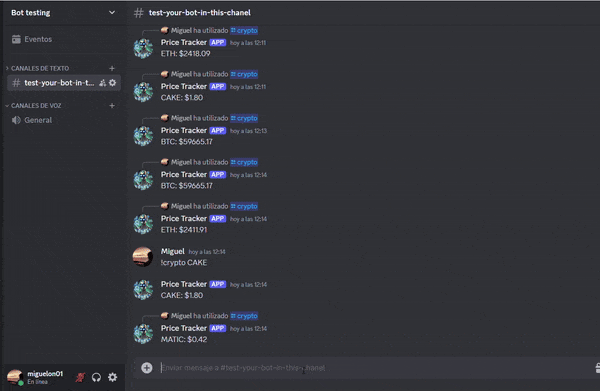 Bot testing
# test-your-bot-in-this-chanel
Eventos
CANALES DE TEXTO +
# test-your-bot-in-t...
CANALES DE VOZ +
General
Miguel ha utilizado crypto
Price Tracker APP hoy a las 12:11
ETH: $2418.09
Miguel ha utilizado crypto
Price Tracker APP hoy a las 12:11
CAKE: $1.80
Miguel ha utilizado crypto
Price Tracker APP hoy a las 12:13
BTC: $59665.17
Miguel ha utilizado crypto
Price Tracker APP hoy a las 12:14
BTC: $59665.17
Miguel ha utilizado crypto
Price Tracker APP hoy a las 12:14
ETH: $2411.91
Miguel hoy a las 12:14
!crypto CAKE
Price Tracker APP hoy a las 12:14
CAKE: $1.80
Miguel ha utilizado crypto
Price Tracker APP hoy a las 12:14
MATIC: $0.42
Enviar mensaje a #test-your-bot-in-this-chanel
miguelon01
En línea